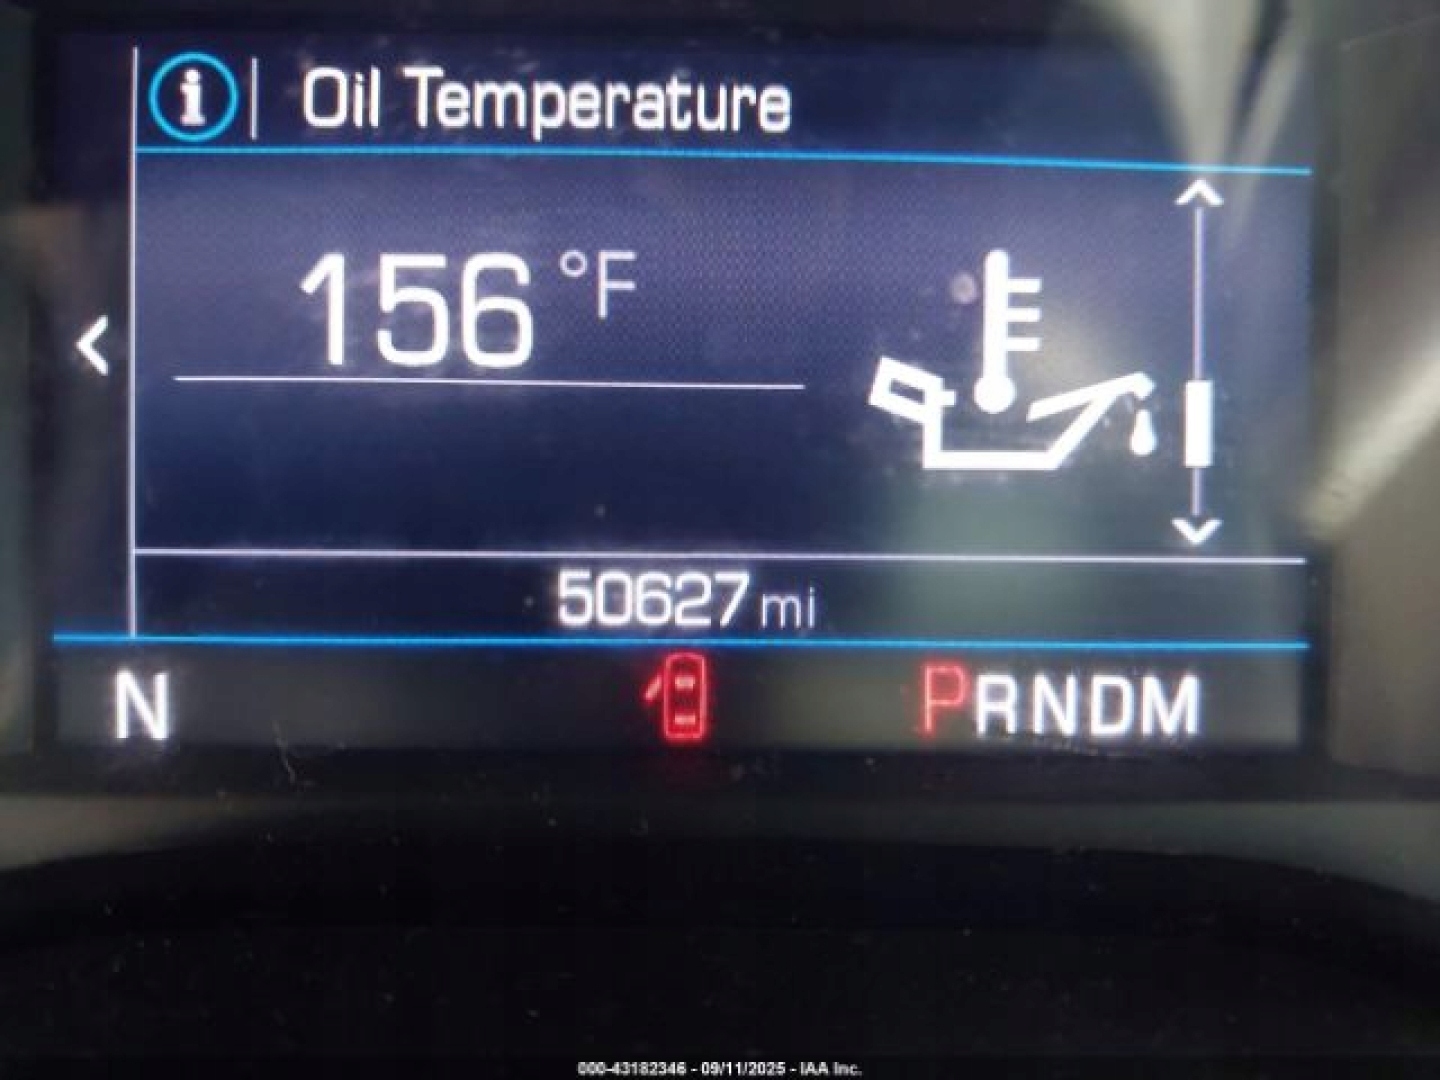 i Oil Temperature
156 °F
50627 mi
N PRNDM
000-43182346 - 09/11/2025 - IAA Inc.